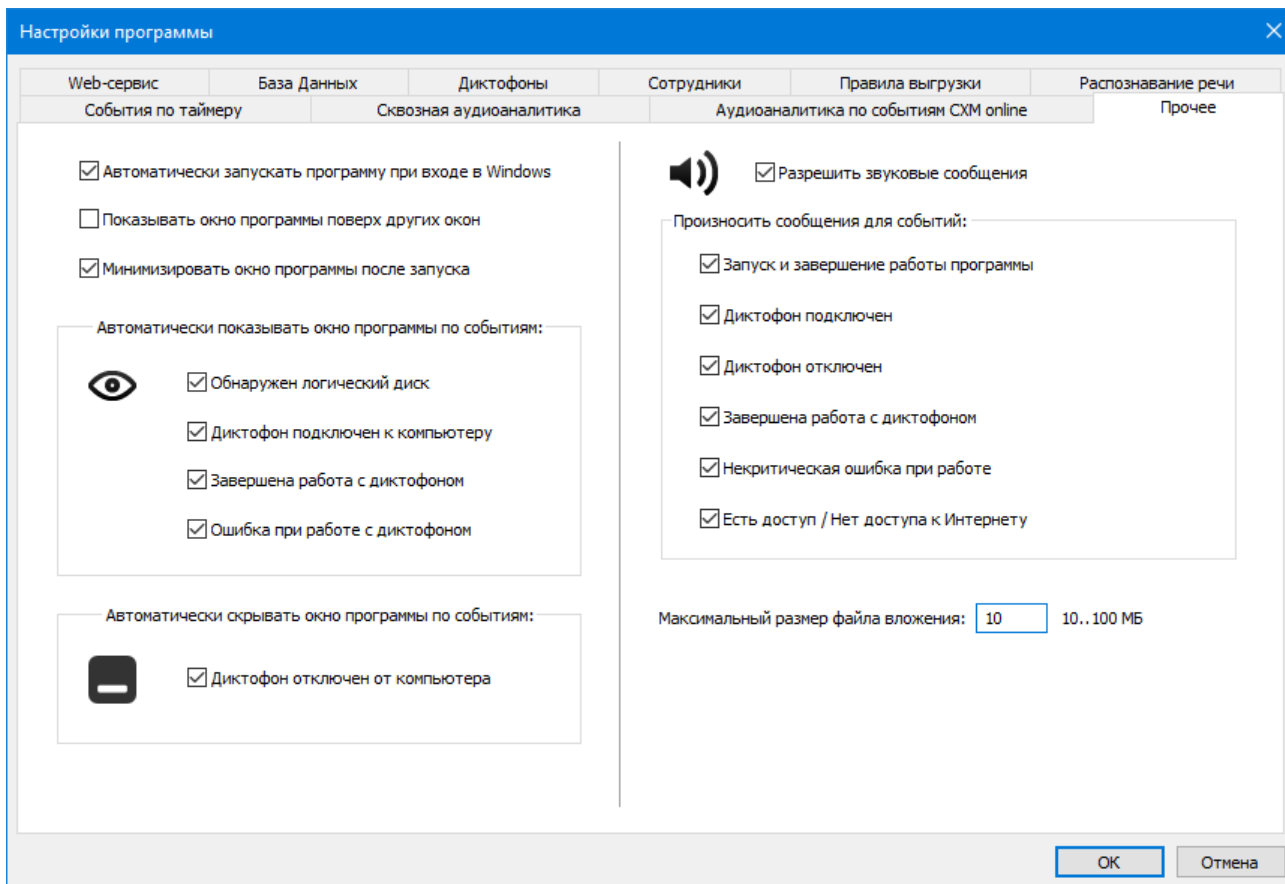 Настройки программы
Web-сервис
База Данных
Диктофоны
Сотрудники
Правила выгрузки
Распознавание речи
События по таймеру
Сквозная аудиоаналитика
Аудиоаналитика по событиям CXM online
Прочее
Автоматически запускать программу при входе в Windows
Показывать окно программы поверх других окон
Минимизировать окно программы после запуска
Автоматически показывать окно программы по событиям:
Обнаружен логический диск
Диктофон подключен к компьютеру
Завершена работа с диктофоном
Ошибка при работе с диктофоном
Автоматически скрывать окно программы по событиям:
Диктофон отключен от компьютера
Разрешить звуковые сообщения
Произносить сообщения для событий:
Запуск и завершение работы программы
Диктофон подключен
Диктофон отключен
Завершена работа с диктофоном
Некритическая ошибка при работе
Есть доступ / Нет доступа к Интернету
Максимальный размер файла вложения: 10 10..100 МБ
ОК
Отмена